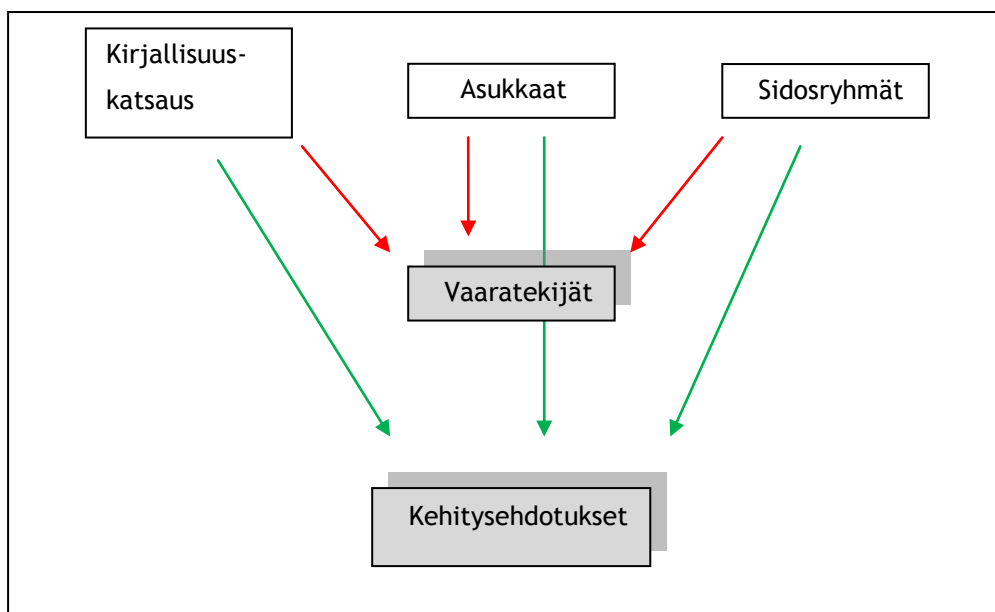 Kirjallisuus-
katsaus
Asukkaat
Sidosryhmät
Vaaratekijät
Kehitysehdotukset